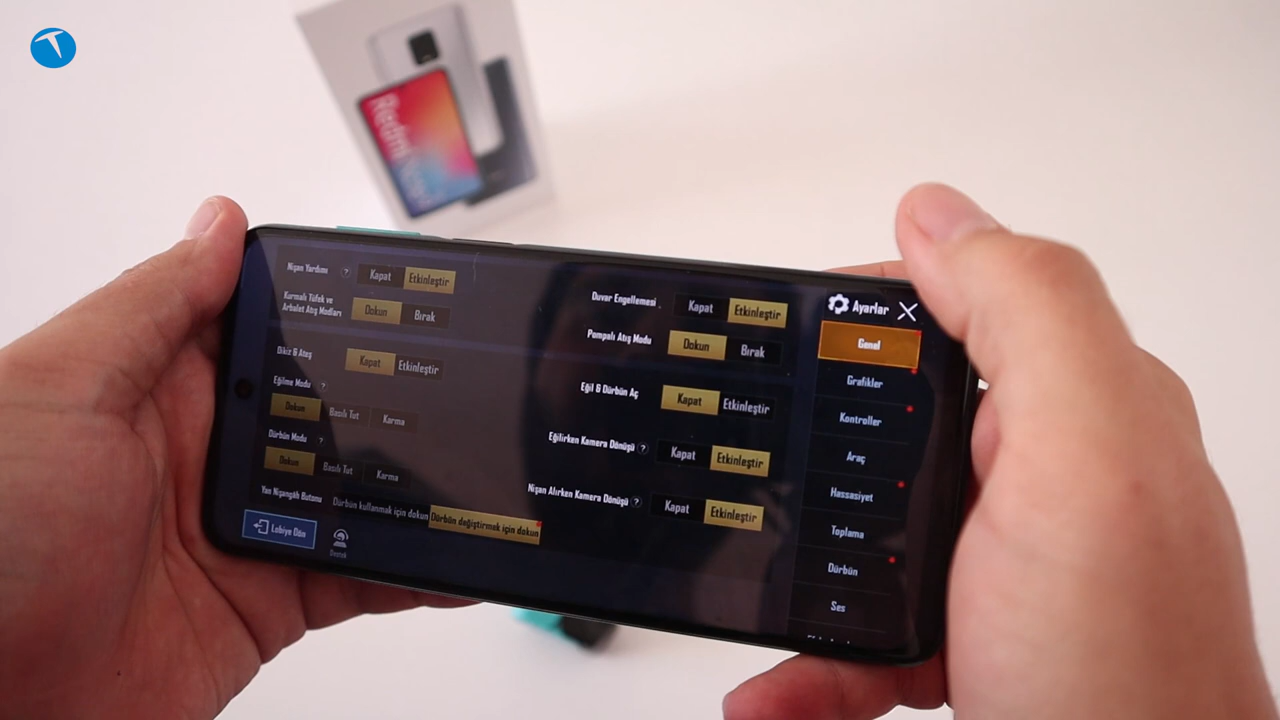 Redmi Note
Nişan Yardımı ? Kapat Etkinleştir
Kurmalı Tüfek ve
Arbalet Atış Modları Dokun Bırak
Dikiz & Ateş Kapat Etkinleştir
Eğilme Modu ?
Dokun Basılı Tut Karma
Dürbün Modu ?
Dokun Basılı Tut Karma
Yan Nişangâh Butonu Dürbün kullanmak için dokun Dürbün değiştirmek için dokun
Lobiye Dön
Destek
Duvar Engellemesi Kapat Etkinleştir
Pompalı Atış Modu Dokun Bırak
Eğil & Dürbün Aç Kapat Etkinleştir
Eğilirken Kamera Dönüşü ? Kapat Etkinleştir
Nişan Alırken Kamera Dönüşü ? Kapat Etkinleştir
Ayarlar
Genel
Grafikler
Kontroller
Araç
Hassasiyet
Toplama
Dürbün
Ses